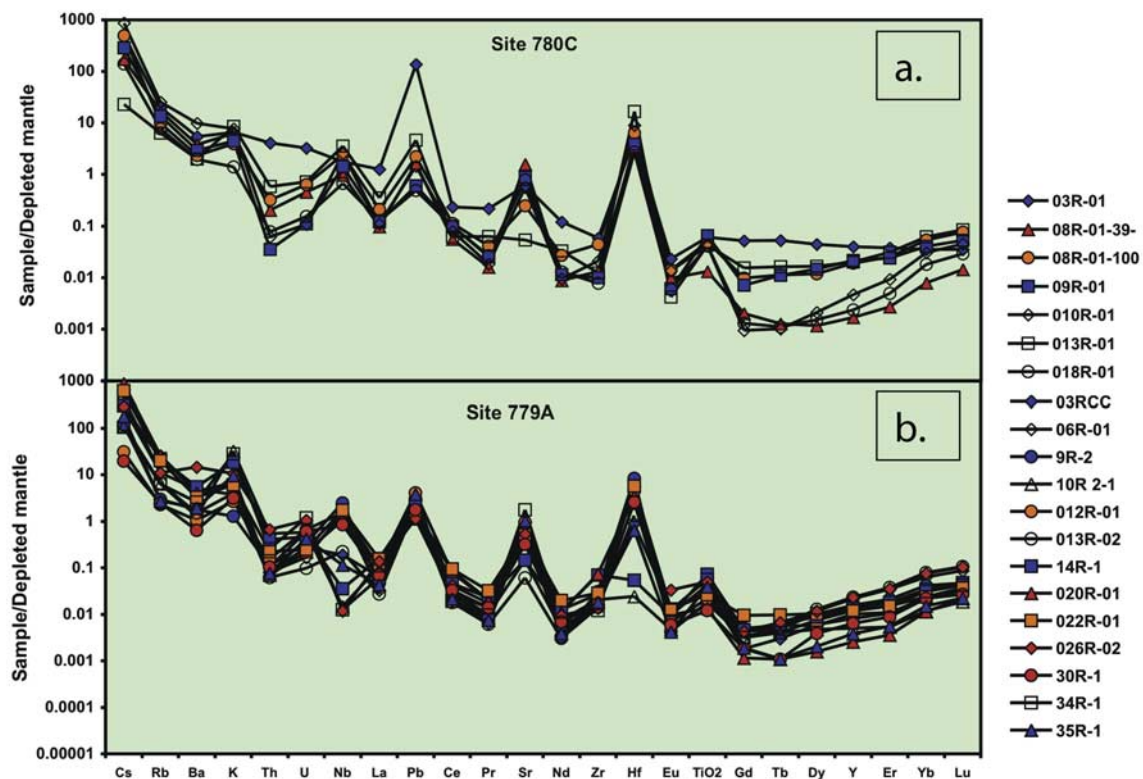 Site 780C
a.
1000
100
10
1
0.1
0.01
0.001
Sample/Depleted mantle
Site 779A
b.
1000
100
10
1
0.1
0.01
0.001
0.0001
0.00001
Sample/Depleted mantle
Cs Rb Ba K Th U Nb La Pb Ce Pr Sr Nd Zr Hf Eu TiO2 Gd Tb Dy Y Er Yb Lu
03R-01
08R-01-39-
08R-01-100
09R-01
010R-01
013R-01
018R-01
03RCC
06R-01
9R-2
10R 2-1
012R-01
013R-02
14R-1
020R-01
022R-01
026R-02
30R-1
34R-1
35R-1